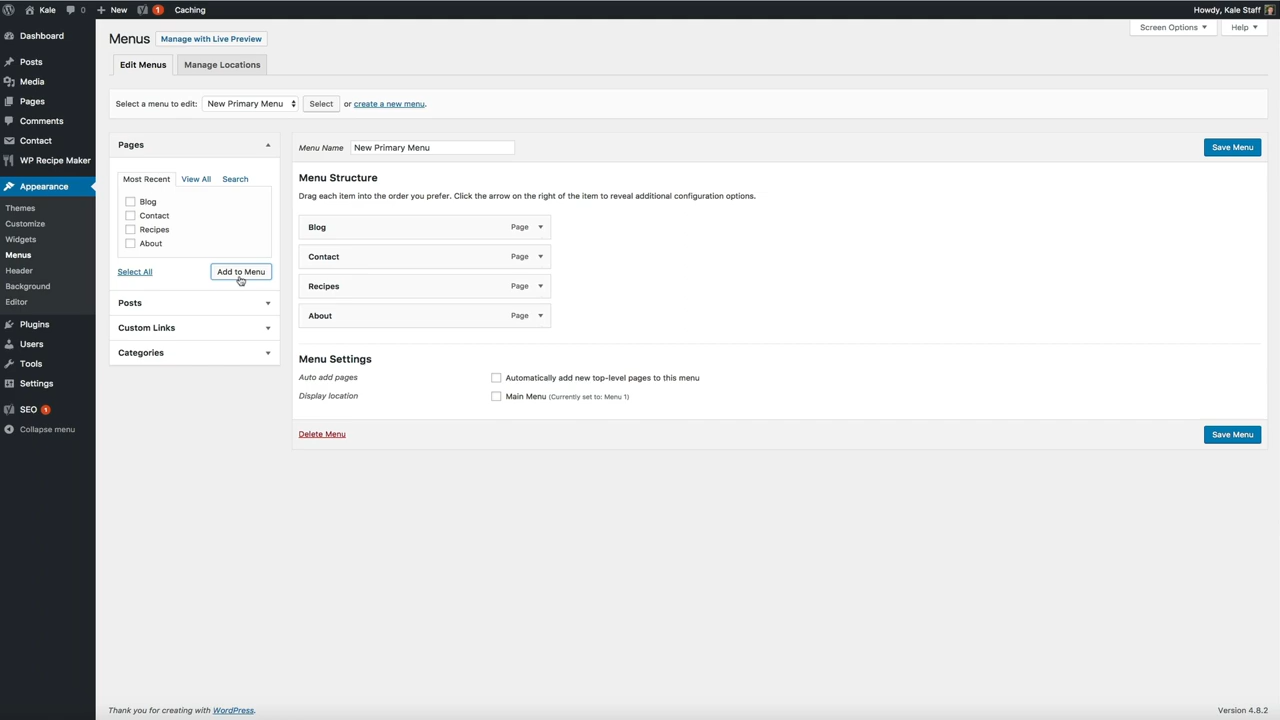 Kale 0 + New 1 Caching Howdy, Kale Staff
Screen Options Help
Dashboard
Posts
Media
Pages
Comments
Contact
WP Recipe Maker
Appearance
Themes
Customize
Widgets
Menus
Header
Background
Editor
Plugins
Users
Tools
Settings
SEO 1
Collapse menu
Menus Manage with Live Preview
Edit Menus Manage Locations
Select a menu to edit: New Primary Menu Select or create a new menu.
Pages
Most Recent View All Search
Blog
Contact
Recipes
About
Select All Add to Menu
Posts
Custom Links
Categories
Menu Name New Primary Menu Save Menu
Menu Structure
Drag each item into the order you prefer. Click the arrow on the right of the item to reveal additional configuration options.
Blog Page
Contact Page
Recipes Page
About Page
Menu Settings
Auto add pages Automatically add new top-level pages to this menu
Display location Main Menu (Currently set to: Menu 1)
Delete Menu Save Menu
Thank you for creating with WordPress. Version 4.8.2